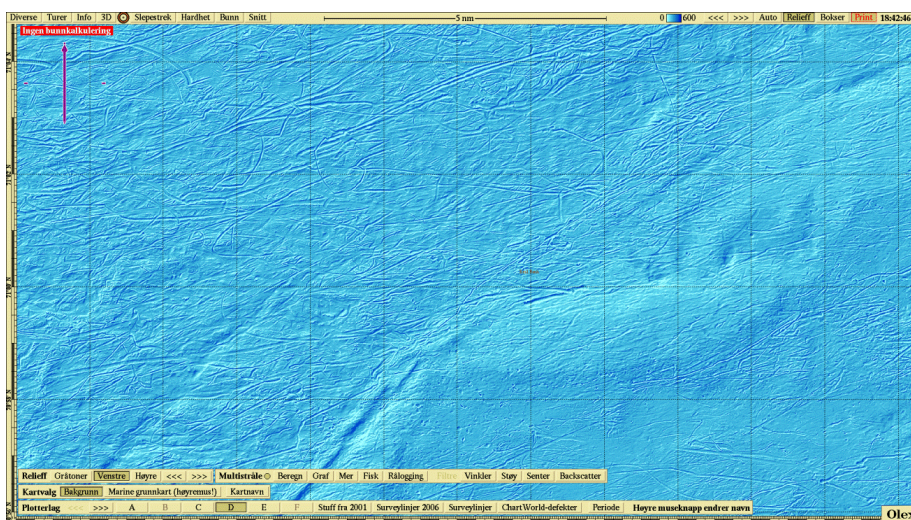 Diverse Turer Info 3D Slepestrek Hardhet Bunn Snitt 5 nm 0 600 <<< >>> Auto Relieff Bokser Print 18:42:46
Ingen bunnkalkulering
Relieff Gråtoner Venstre Høyre <<< >>> Multistråle Beregn Graf Mer Fisk Rålogging Filtre Vinkler Støy Senter Backscatter
Kartvalg Bakgrunn Marine grunnkart (høyremus!) Kartnavn
Plotterlag <<< >>> A B C D E F Stuff fra 2001 Surveylinjer 2006 Surveylinjer ChartWorld-defekter Periode Høyre museknapp endrer navn
Olex